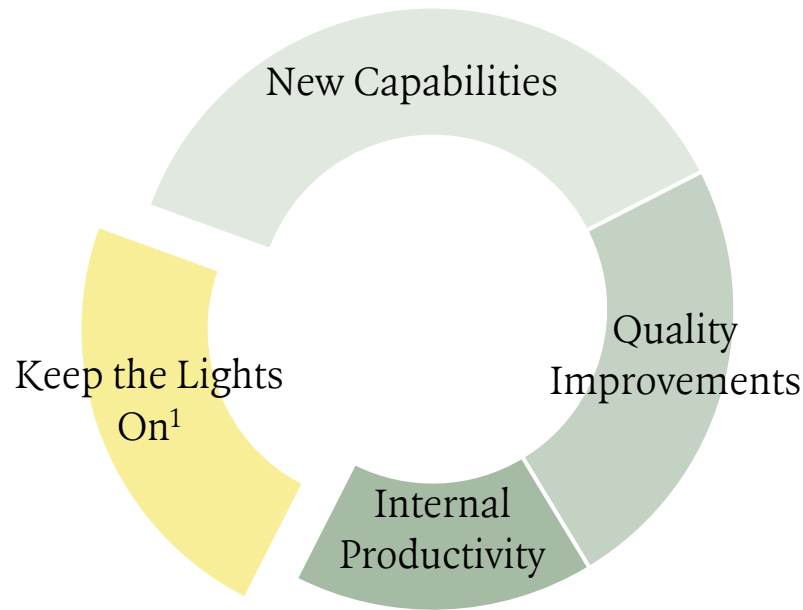 New Capabilities
Quality
Improvements
Keep the Lights
On¹
Internal
Productivity